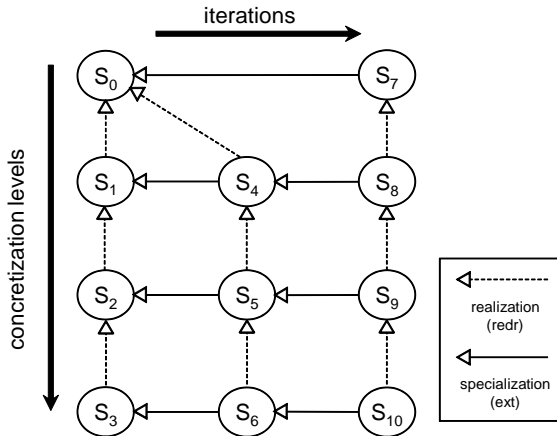 iterations
S0 S7
S1 S4 S8
S2 S5 S9
S3 S6 S10
concretization levels
realization
(redr)
specialization
(ext)